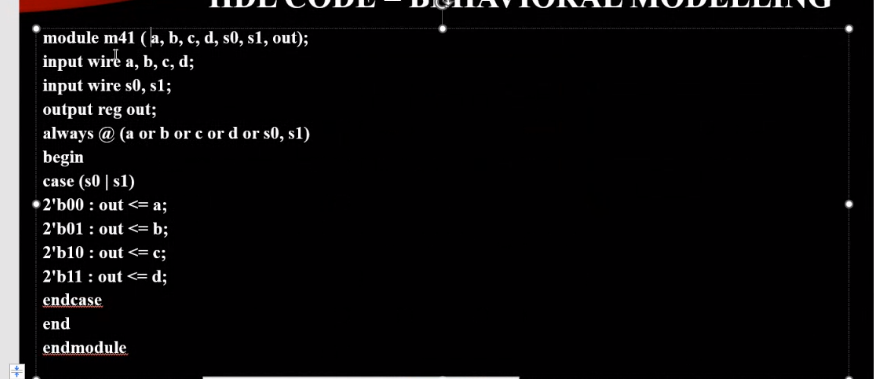 HDL CODE – BEHAVIORAL MODELLING
module m41 ( a, b, c, d, s0, s1, out);
input wire a, b, c, d;
input wire s0, s1;
output reg out;
always @ (a or b or c or d or s0, s1)
begin
case (s0 | s1)
2'b00 : out <= a;
2'b01 : out <= b;
2'b10 : out <= c;
2'b11 : out <= d;
endcase
end
endmodule